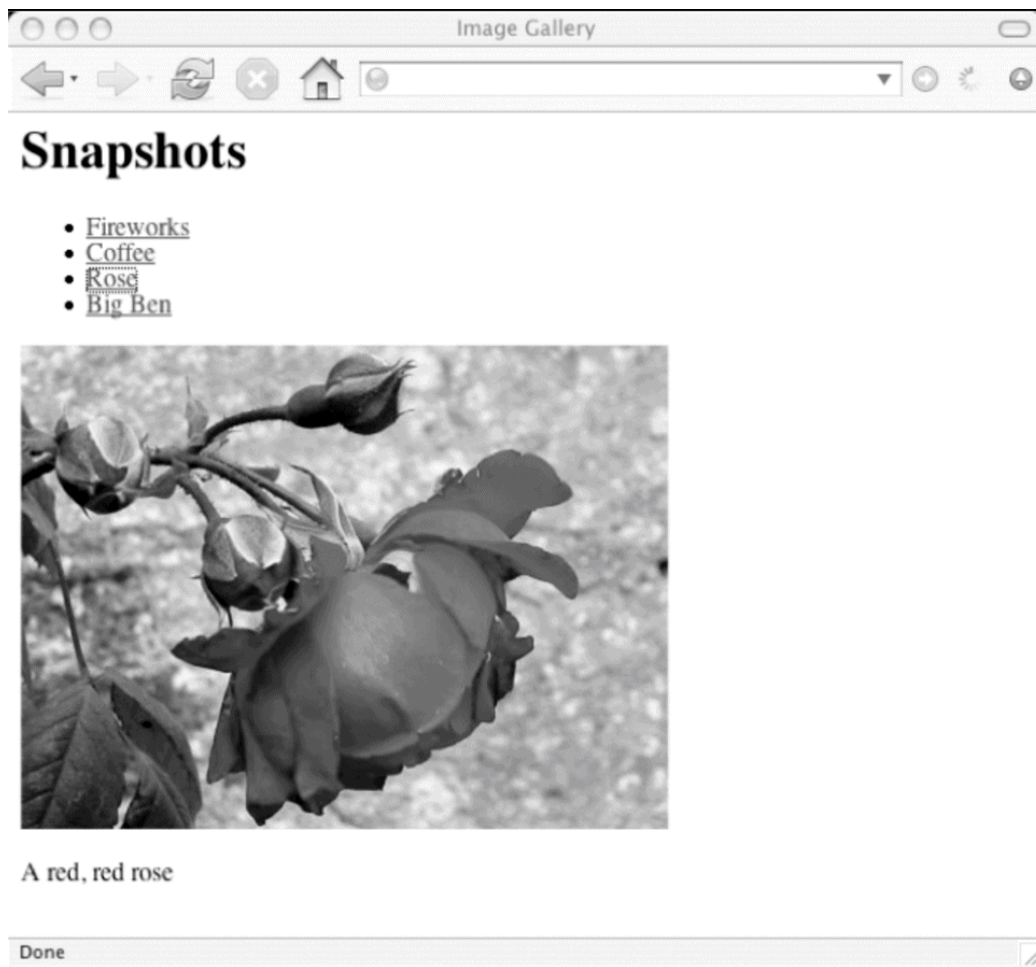 Image Gallery
Snapshots
Fireworks
Coffee
Rose
Big Ben
A red, red rose
Done